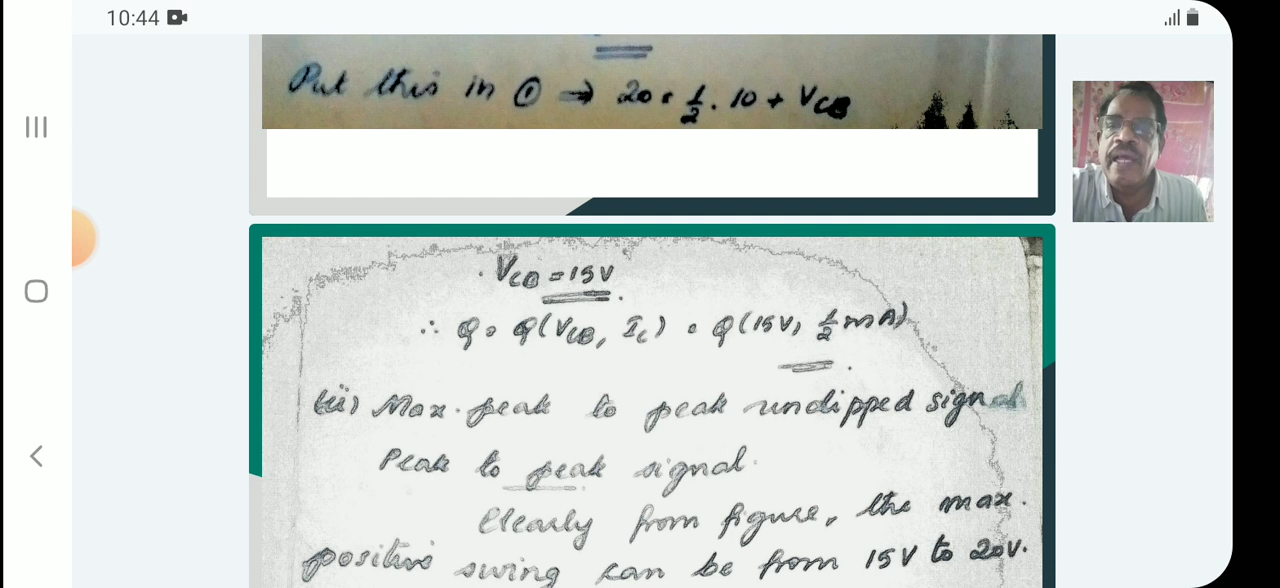 10:44
Put this in ① ⇒ 20 = 1/2 . 10 + VCB
VCB = 15V
∴ Q = Q(VCB, IC) = Q(15V, 1/2 mA)
(ii) Max. peak to peak unclipped signal
Peak to peak signal.
Clearly from figure, the max.
positive swing can be from 15V to 20V.